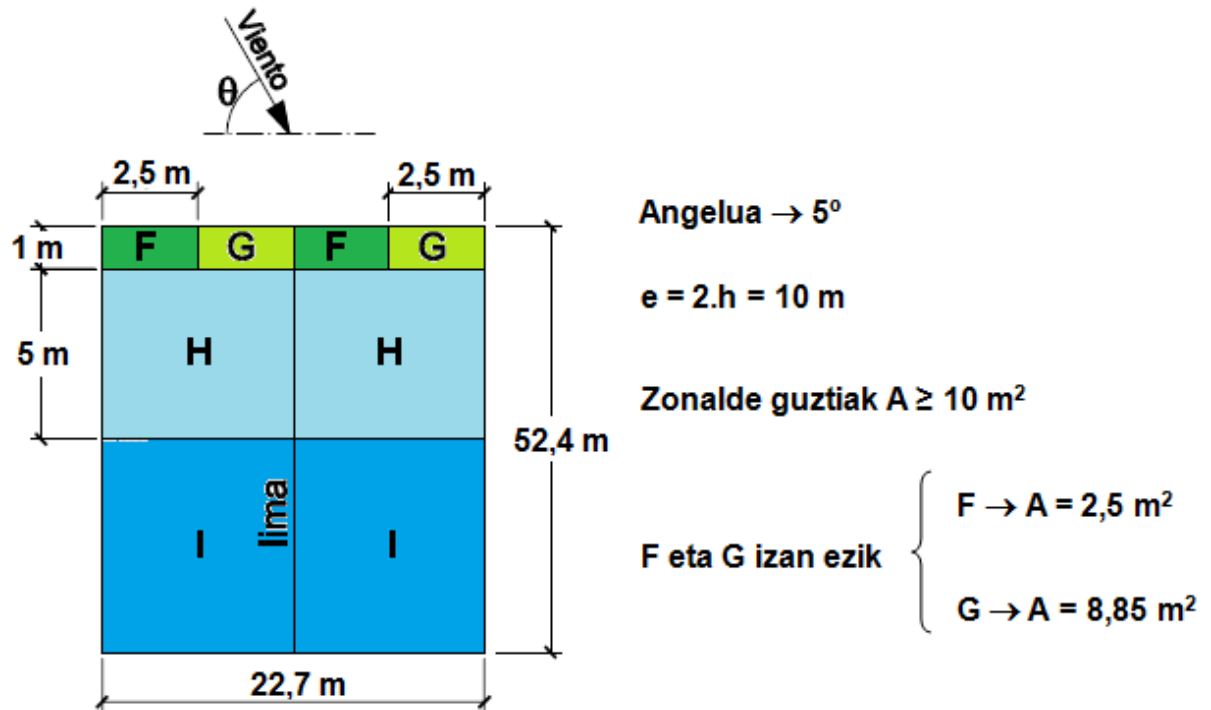 Viento
θ
2,5 m
2,5 m
1 m
F
G
F
G
5 m
H
H
52,4 m
lima
I
I
22,7 m
Angelua → 5º
e = 2.h = 10 m
Zonalde guztiak A ≥ 10 m²
F eta G izan ezik
F → A = 2,5 m²
G → A = 8,85 m²